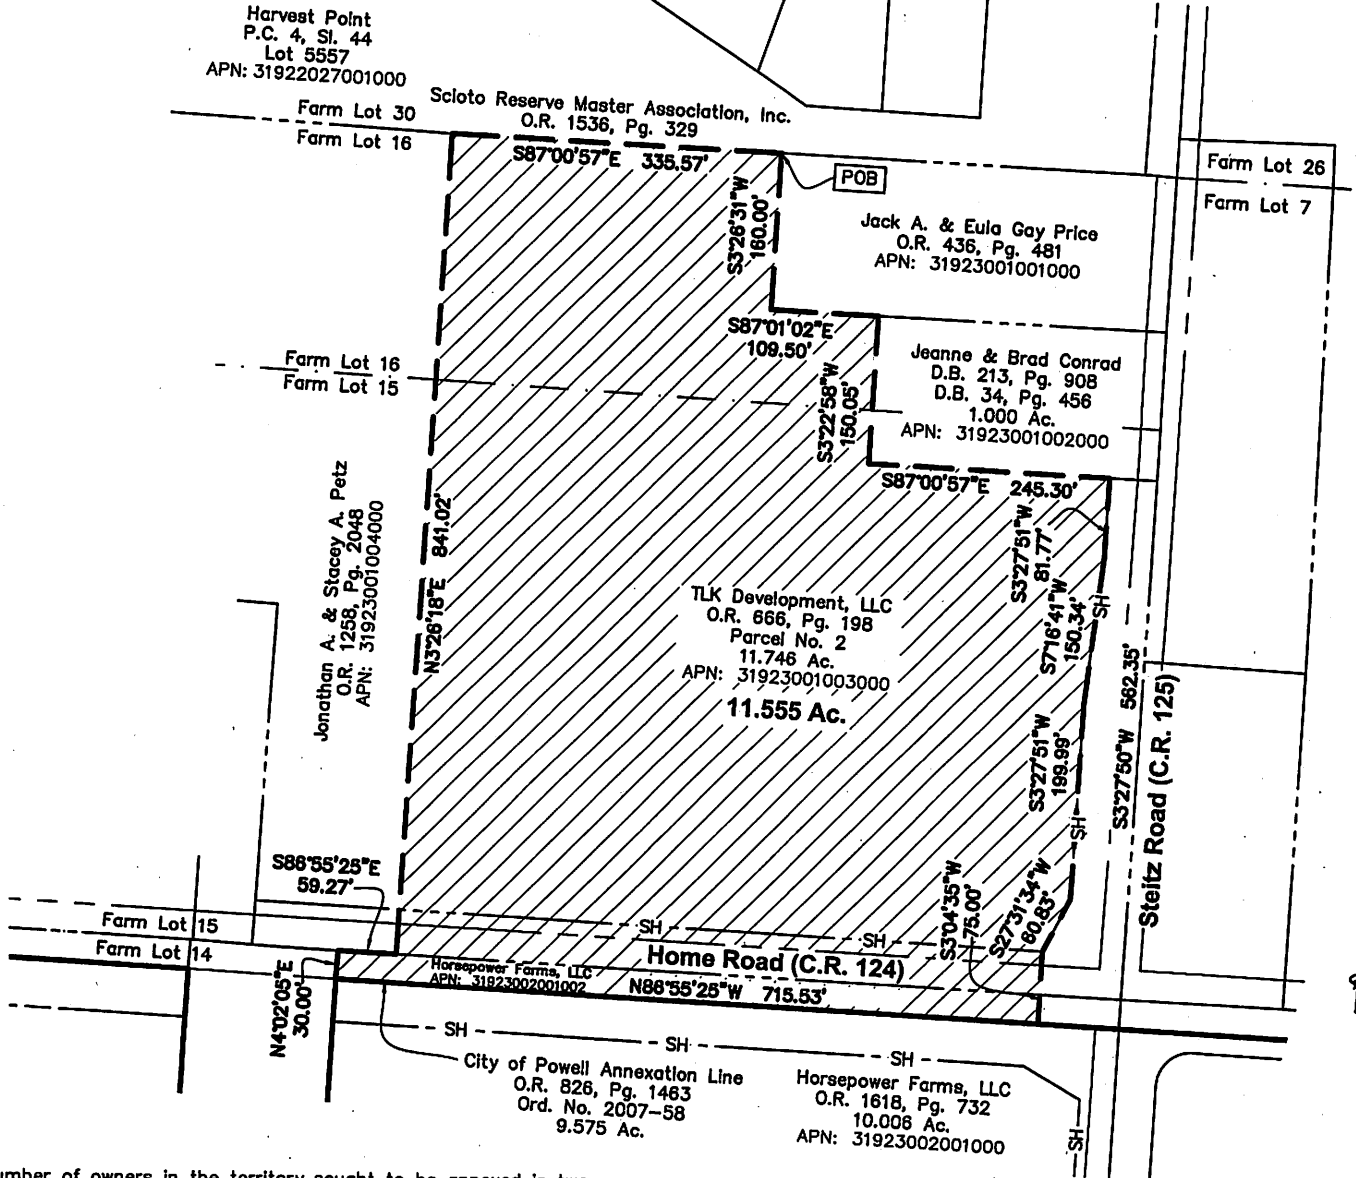 Harvest Point
P.C. 4, Sl. 44
Lot 5557
APN: 31922027001000
Scioto Reserve Master Association, Inc.
O.R. 1536, Pg. 329
Farm Lot 30
Farm Lot 16
S87°00'57"E 335.57'
POB
Farm Lot 26
Farm Lot 7
S3°26'31"W
160.00'
Jack A. & Eula Gay Price
O.R. 436, Pg. 481
APN: 31923001001000
S87°01'02"E
109.50'
Farm Lot 16
Farm Lot 15
Jeanne & Brad Conrad
D.B. 213, Pg. 908
D.B. 34, Pg. 456
1.000 Ac.
APN: 31923001002000
S3°22'58"W
150.05'
S87°00'57"E 245.30'
Jonathan A. & Stacey A. Petz
O.R. 1258, Pg. 2048
APN: 31923001004000
N3°26'18"E 841.02'
S3°27'51"W
81.77'
SH
S7°16'41"W
150.34'
TLK Development, LLC
O.R. 666, Pg. 198
Parcel No. 2
11.746 Ac.
APN: 31923001003000
11.555 Ac.
S3°27'51"W
199.99'
S3°27'50"W 562.35'
Steitz Road (C.R. 125)
SH
S86°55'25"E
59.27'
S3°04'35"W
75.00'
S27°31'34"W
60.83'
Farm Lot 15
Farm Lot 14
SH
SH
Home Road (C.R. 124)
Horsepower Farms, LLC
APN: 31923002001002
N86°55'25"W 715.53'
N4°02'05"E
30.00'
SH
SH
SH
City of Powell Annexation Line
O.R. 826, Pg. 1463
Ord. No. 2007-58
9.575 Ac.
Horsepower Farms, LLC
O.R. 1618, Pg. 732
10.006 Ac.
APN: 31923002001000
SH